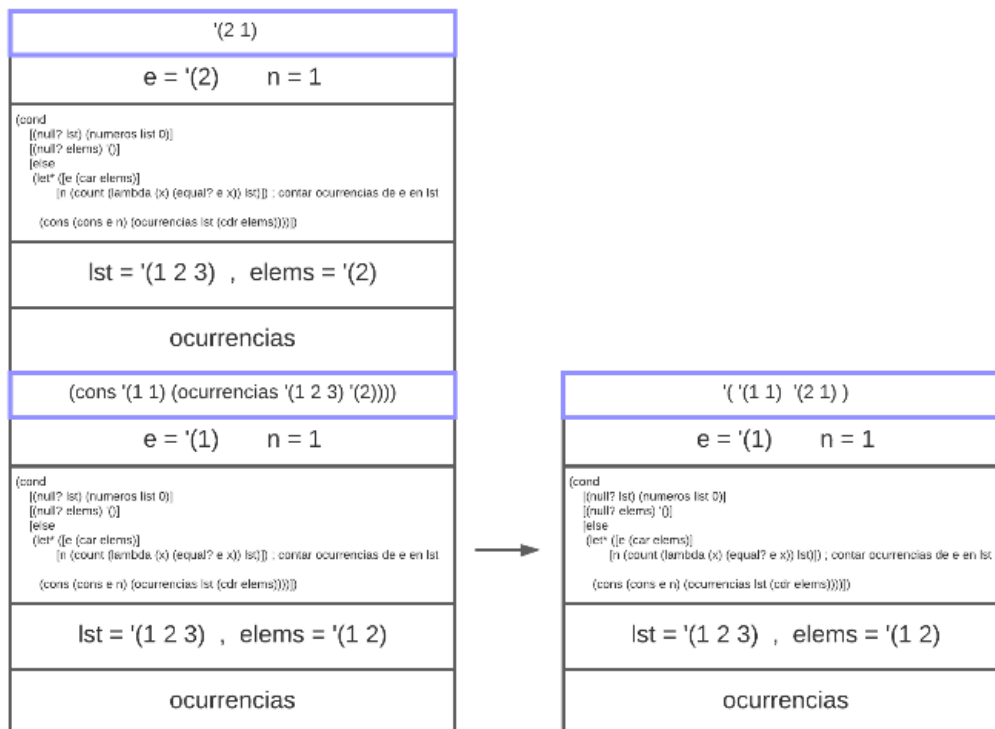 '(2 1)
e = '(2) n = 1
(cond
[(null? lst) (numeros list 0)]
[(null? elems) '()]
[else
(let* ([e (car elems)]
[n (count (lambda (x) (equal? e x)) lst)]) ; contar ocurrencias de e en lst
(cons (cons e n) (ocurrencias lst (cdr elems))))])
lst = '(1 2 3) , elems = '(2)
ocurrencias
(cons '(1 1) (ocurrencias '(1 2 3) '(2))))
e = '(1) n = 1
(cond
[(null? lst) (numeros list 0)]
[(null? elems) '()]
[else
(let* ([e (car elems)]
[n (count (lambda (x) (equal? e x)) lst)]) ; contar ocurrencias de e en lst
(cons (cons e n) (ocurrencias lst (cdr elems))))])
lst = '(1 2 3) , elems = '(1 2)
ocurrencias
'( '(1 1) '(2 1) )
e = '(1) n = 1
(cond
[(null? lst) (numeros list 0)]
[(null? elems) '()]
[else
(let* ([e (car elems)]
[n (count (lambda (x) (equal? e x)) lst)]) ; contar ocurrencias de e en lst
(cons (cons e n) (ocurrencias lst (cdr elems))))])
lst = '(1 2 3) , elems = '(1 2)
ocurrencias